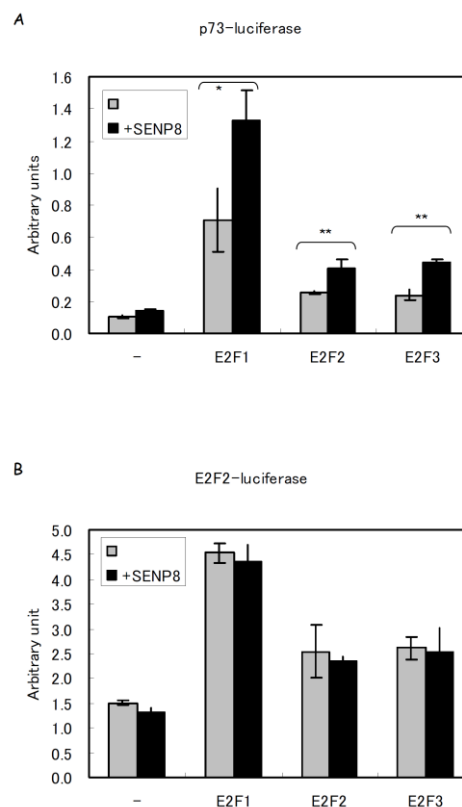 A
p73-luciferase
Arbitrary units
1.6
1.4
1.2
1.0
0.8
0.6
0.4
0.2
0.0
+SENP8
*
**
**
- E2F1 E2F2 E2F3
B
E2F2-luciferase
Arbitrary unit
5.0
4.5
4.0
3.5
3.0
2.5
2.0
1.5
1.0
0.5
0.0
+SENP8
- E2F1 E2F2 E2F3